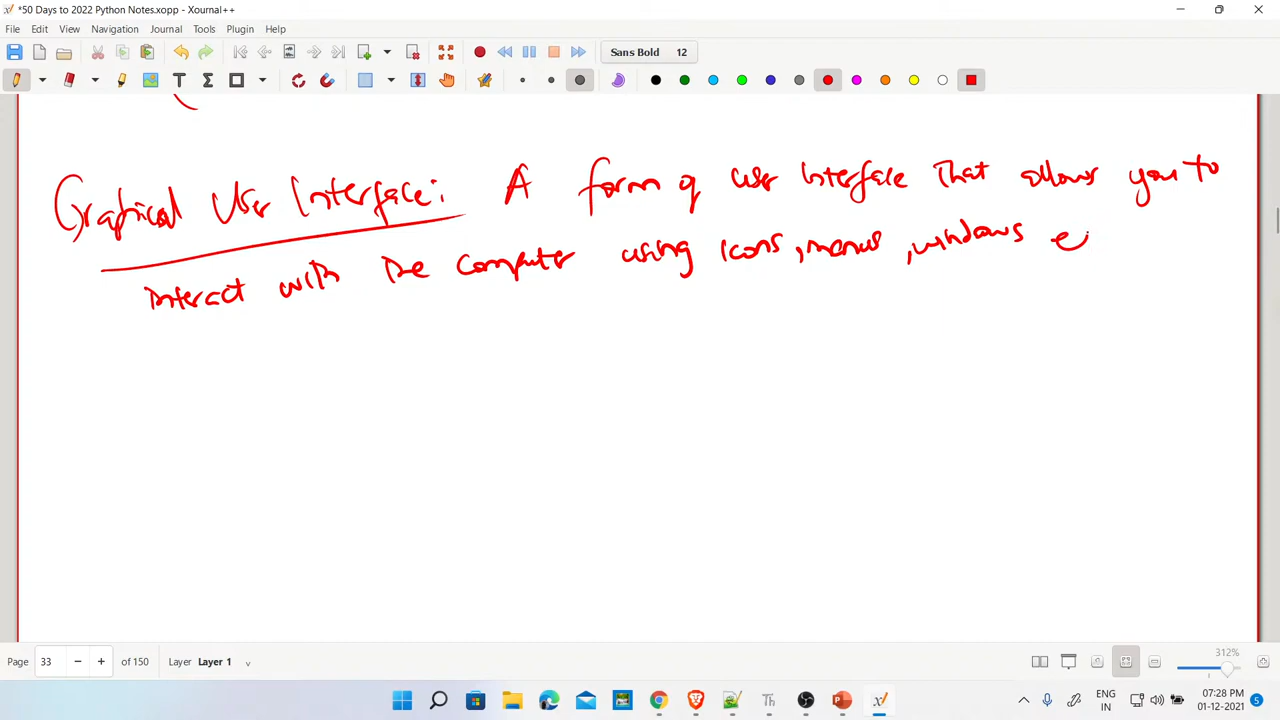 *50 Days to 2022 Python Notes.xopp - Xournal++
File Edit View Navigation Journal Tools Plugin Help
Sans Bold 12
Graphical User Interface: A form of user Interface That allows you to
Interact with the computer using Icons, menus, windows e
Page 33 of 150 Layer Layer 1
312%
ENG
IN
07:28 PM
01-12-2021
5